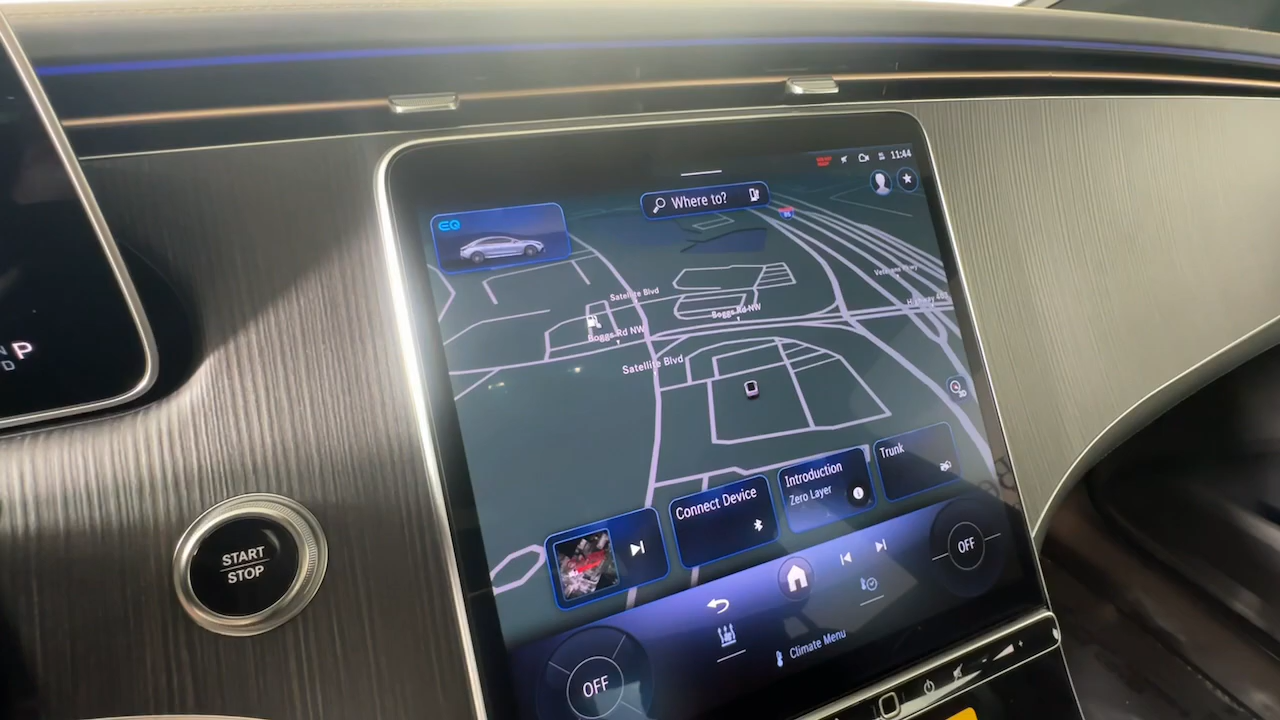 11:44
Where to?
EQ
Satellite Blvd
Boggs Rd NW
Boggs Rd NW
Satellite Blvd
P
D
Trunk
Introduction
Zero Layer
Connect Device
START
STOP
OFF
Climate Menu
OFF